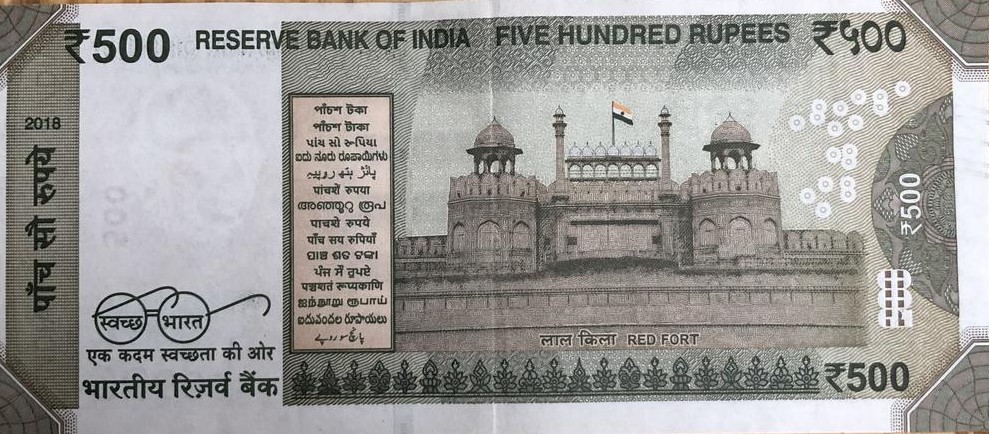 ₹500 RESERVE BANK OF INDIA FIVE HUNDRED RUPEES ₹५००
2018
पाँच सौ रुपये
পাঁচশ টকা
পাঁচশ টাকা
પાંચ સો રૂપિયા
ಐದು ನೂರು ರೂಪಾಯಿಗಳು
پانژھ ہتھ روپیہ
पांचशें रुपया
അഞ്ഞൂറു രൂപ
पाचशे रुपये
पाँच सय रुपियाँ
ପାଞ୍ଚ ଶତ ଟଙ୍କା
ਪੰਜ ਸੌ ਰੁਪਏ
पञ्चशतं रूप्यकाणि
ஐந்நூறு ரூபாய்
ఐదువందల రూపాయలు
پانچ سو روپے
लाल किला RED FORT
₹500
स्वच्छ भारत
एक कदम स्वच्छता की ओर
भारतीय रिज़र्व बैंक
₹500